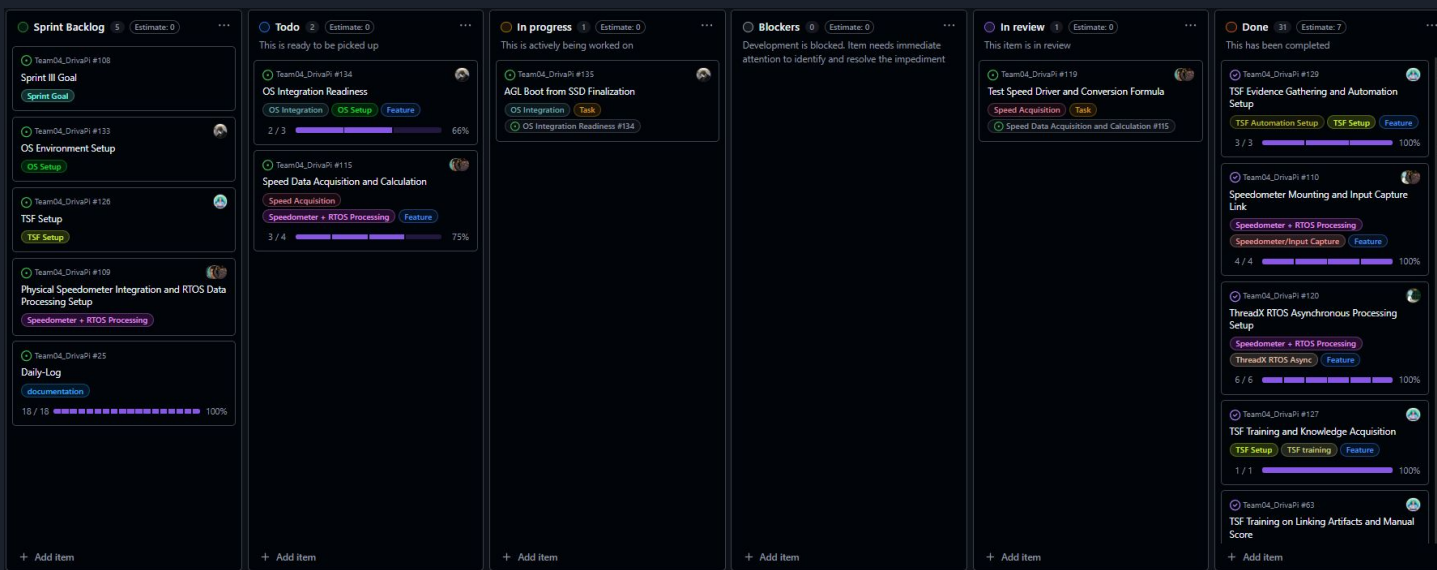 Sprint Backlog 5 Estimate: 0 ...
Team04_DrivaPi #108
Sprint III Goal
Sprint Goal
Team04_DrivaPi #133
OS Environment Setup
OS Setup
Team04_DrivaPi #126
TSF Setup
TSF Setup
Team04_DrivaPi #109
Physical Speedometer Integration and RTOS Data
Processing Setup
Speedometer + RTOS Processing
Team04_DrivaPi #25
Daily-Log
documentation
18 / 18 100%
+ Add item
Todo 2 Estimate: 0 ...
This is ready to be picked up
Team04_DrivaPi #134
OS Integration Readiness
OS Integration OS Setup Feature
2 / 3 66%
Team04_DrivaPi #115
Speed Data Acquisition and Calculation
Speed Acquisition
Speedometer + RTOS Processing Feature
3 / 4 75%
+ Add item
In progress 1 Estimate: 0 ...
This is actively being worked on
Team04_DrivaPi #135
AGL Boot from SSD Finalization
OS Integration Task
OS Integration Readiness #134
+ Add item
Blockers 0 Estimate: 0 ...
Development is blocked. Item needs immediate
attention to identify and resolve the impediment
+ Add item
In review 1 Estimate: 0 ...
This item is in review
Team04_DrivaPi #119
Test Speed Driver and Conversion Formula
Speed Acquisition Task
Speed Data Acquisition and Calculation #115
+ Add item
Done 31 Estimate: 7 ...
This has been completed
Team04_DrivaPi #129
TSF Evidence Gathering and Automation
Setup
TSF Automation Setup TSF Setup Feature
3 / 3 100%
Team04_DrivaPi #110
Speedometer Mounting and Input Capture
Link
Speedometer + RTOS Processing
Speedometer/Input Capture Feature
4 / 4 100%
Team04_DrivaPi #120
ThreadX RTOS Asynchronous Processing
Setup
Speedometer + RTOS Processing
ThreadX RTOS Async Feature
6 / 6 100%
Team04_DrivaPi #127
TSF Training and Knowledge Acquisition
TSF Setup TSF training Feature
1 / 1 100%
Team04_DrivaPi #63
TSF Training on Linking Artifacts and Manual
Score
+ Add item